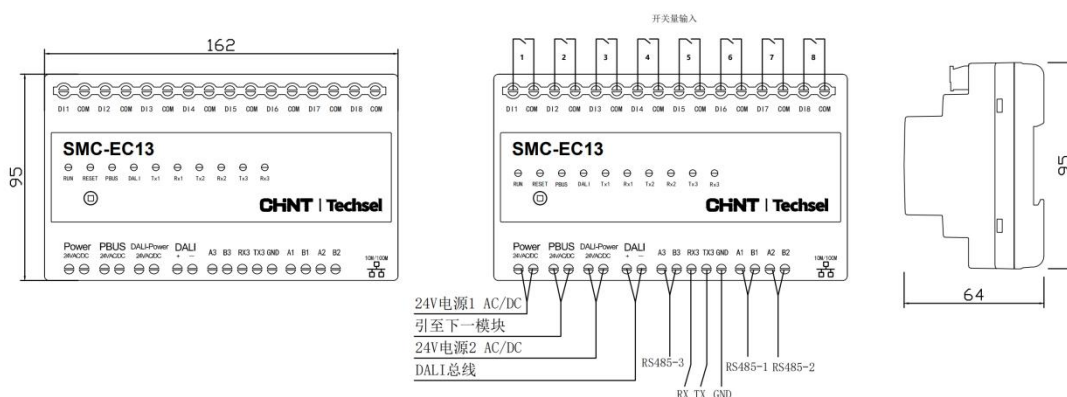 162
95
DI1 COM DI2 COM DI3 COM DI4 COM DI5 COM DI6 COM DI7 COM DI8 COM
SMC-EC13
RUN RESET PBUS DALI Tx1 Rx1 Tx2 Rx2 Tx3 Rx3
CHNT | Techsel
Power PBUS DALI-Power DALI A3 B3 RX3 TX3 GND A1 B1 A2 B2
24VAC/DC 24VAC/DC 24VAC/DC + — 10M/100M
开关量输入
1 2 3 4 5 6 7 8
DI1 COM DI2 COM DI3 COM DI4 COM DI5 COM DI6 COM DI7 COM DI8 COM
SMC-EC13
RUN RESET PBUS DALI Tx1 Rx1 Tx2 Rx2 Tx3 Rx3
CHNT | Techsel
Power PBUS DALI-Power DALI A3 B3 RX3 TX3 GND A1 B1 A2 B2
24VAC/DC 24VAC/DC 24VAC/DC + — 10M/100M
24V电源1 AC/DC
引至下一模块
24V电源2 AC/DC
DALI总线
RS485-3
RX TX GND
RS485-1 RS485-2
95
64